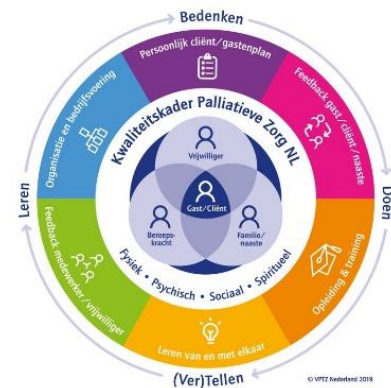 Bedenken
Persoonlijk cliënt/gastenplan
Organisatie en bedrijfsvoering
Feedback gast/cliënt/
naaste
Kwaliteitskader Palliatieve Zorg NL
Vrijwilliger
Leren
Gast/Cliënt
Doen
Beroeps-
kracht
Familie/
naaste
Fysiek • Psychisch • Sociaal • Spiritueel
Feedback medewerker/vrijwilliger
Opleiding & training
Leren van en met elkaar
(Ver)Tellen
© VPTZ Nederland 2019